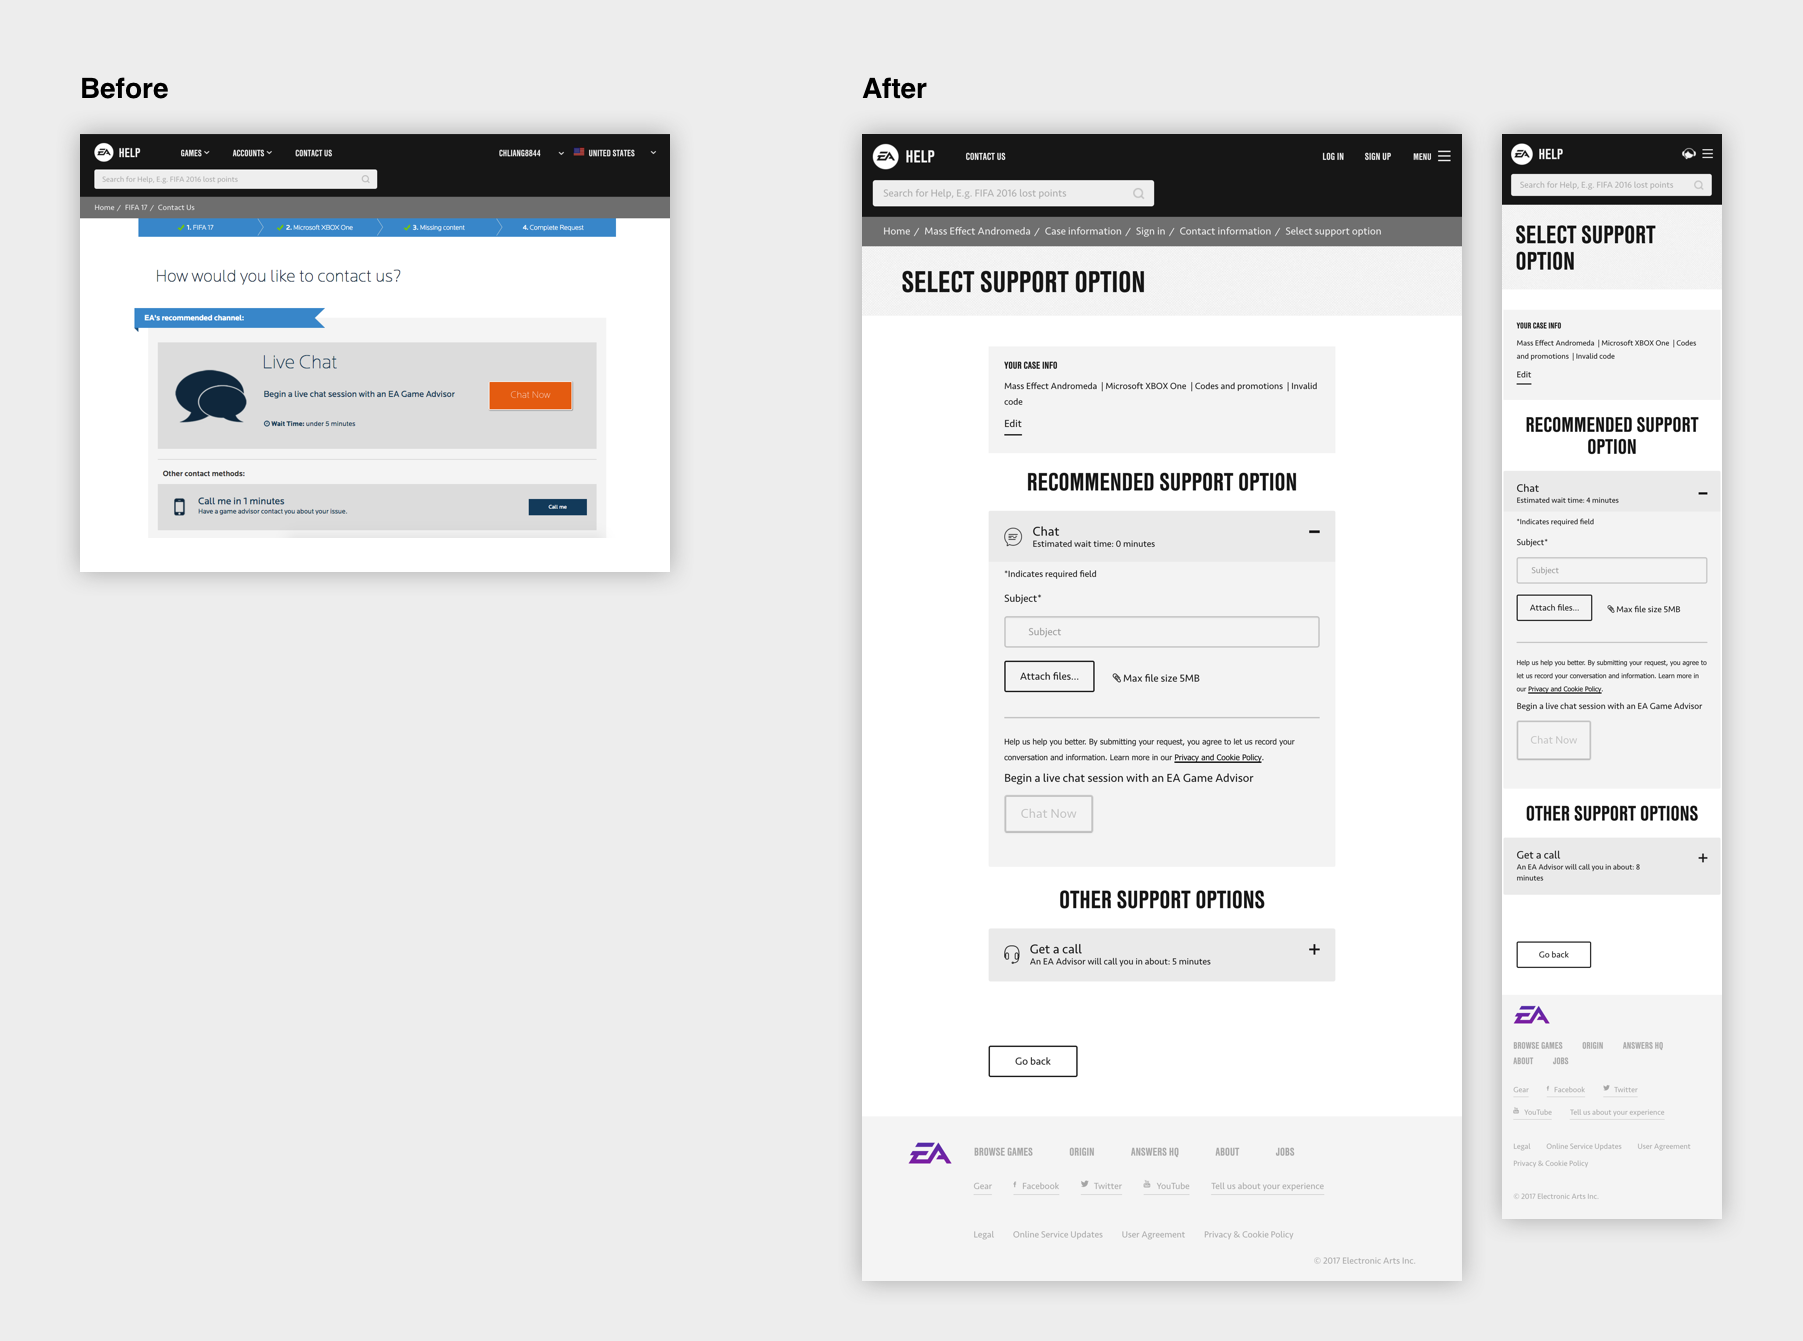 Before
EA HELP
GAMES
ACCOUNTS
CONTACT US
CHLIANG8844
UNITED STATES
Search for Help, E.g. FIFA 2016 lost points
Home / FIFA 17 / Contact Us
1. FIFA 17
2. Microsoft XBOX One
3. Missing content
4. Complete Request
How would you like to contact us?
EA's recommended channel:
Live Chat
Begin a live chat session with an EA Game Advisor
Chat Now
Wait Time: under 5 minutes
Other contact methods:
Call me in 1 minutes
Have a game advisor contact you about your issue.
Call me
After
EA HELP
CONTACT US
LOG IN
SIGN UP
MENU
Search for Help, E.g. FIFA 2016 lost points
Home / Mass Effect Andromeda / Case information / Sign in / Contact information / Select support option
SELECT SUPPORT OPTION
YOUR CASE INFO
Mass Effect Andromeda | Microsoft XBOX One | Codes and promotions | Invalid
code
Edit
RECOMMENDED SUPPORT OPTION
Chat
Estimated wait time: 0 minutes
*Indicates required field
Subject*
Subject
Attach files...
Max file size 5MB
Help us help you better. By submitting your request, you agree to let us record your
conversation and information. Learn more in our Privacy and Cookie Policy.
Begin a live chat session with an EA Game Advisor
Chat Now
OTHER SUPPORT OPTIONS
Get a call
An EA Advisor will call you in about: 5 minutes
Go back
EA
BROWSE GAMES
ORIGIN
ANSWERS HQ
ABOUT
JOBS
Gear
Facebook
Twitter
YouTube
Tell us about your experience
Legal
Online Service Updates
User Agreement
Privacy & Cookie Policy
© 2017 Electronic Arts Inc.
EA HELP
Search for Help, E.g. FIFA 2016 lost points
SELECT SUPPORT
OPTION
YOUR CASE INFO
Mass Effect Andromeda | Microsoft XBOX One | Codes
and promotions | Invalid code
Edit
RECOMMENDED SUPPORT
OPTION
Chat
Estimated wait time: 4 minutes
*Indicates required field
Subject*
Subject
Attach files...
Max file size 5MB
Help us help you better. By submitting your request, you agree to
let us record your conversation and information. Learn more in
our Privacy and Cookie Policy.
Begin a live chat session with an EA Game Advisor
Chat Now
OTHER SUPPORT OPTIONS
Get a call
An EA Advisor will call you in about: 8
minutes
Go back
EA
BROWSE GAMES
ORIGIN
ANSWERS HQ
ABOUT
JOBS
Gear
Facebook
Twitter
YouTube
Tell us about your experience
Legal
Online Service Updates
User Agreement
Privacy & Cookie Policy
© 2017 Electronic Arts Inc.